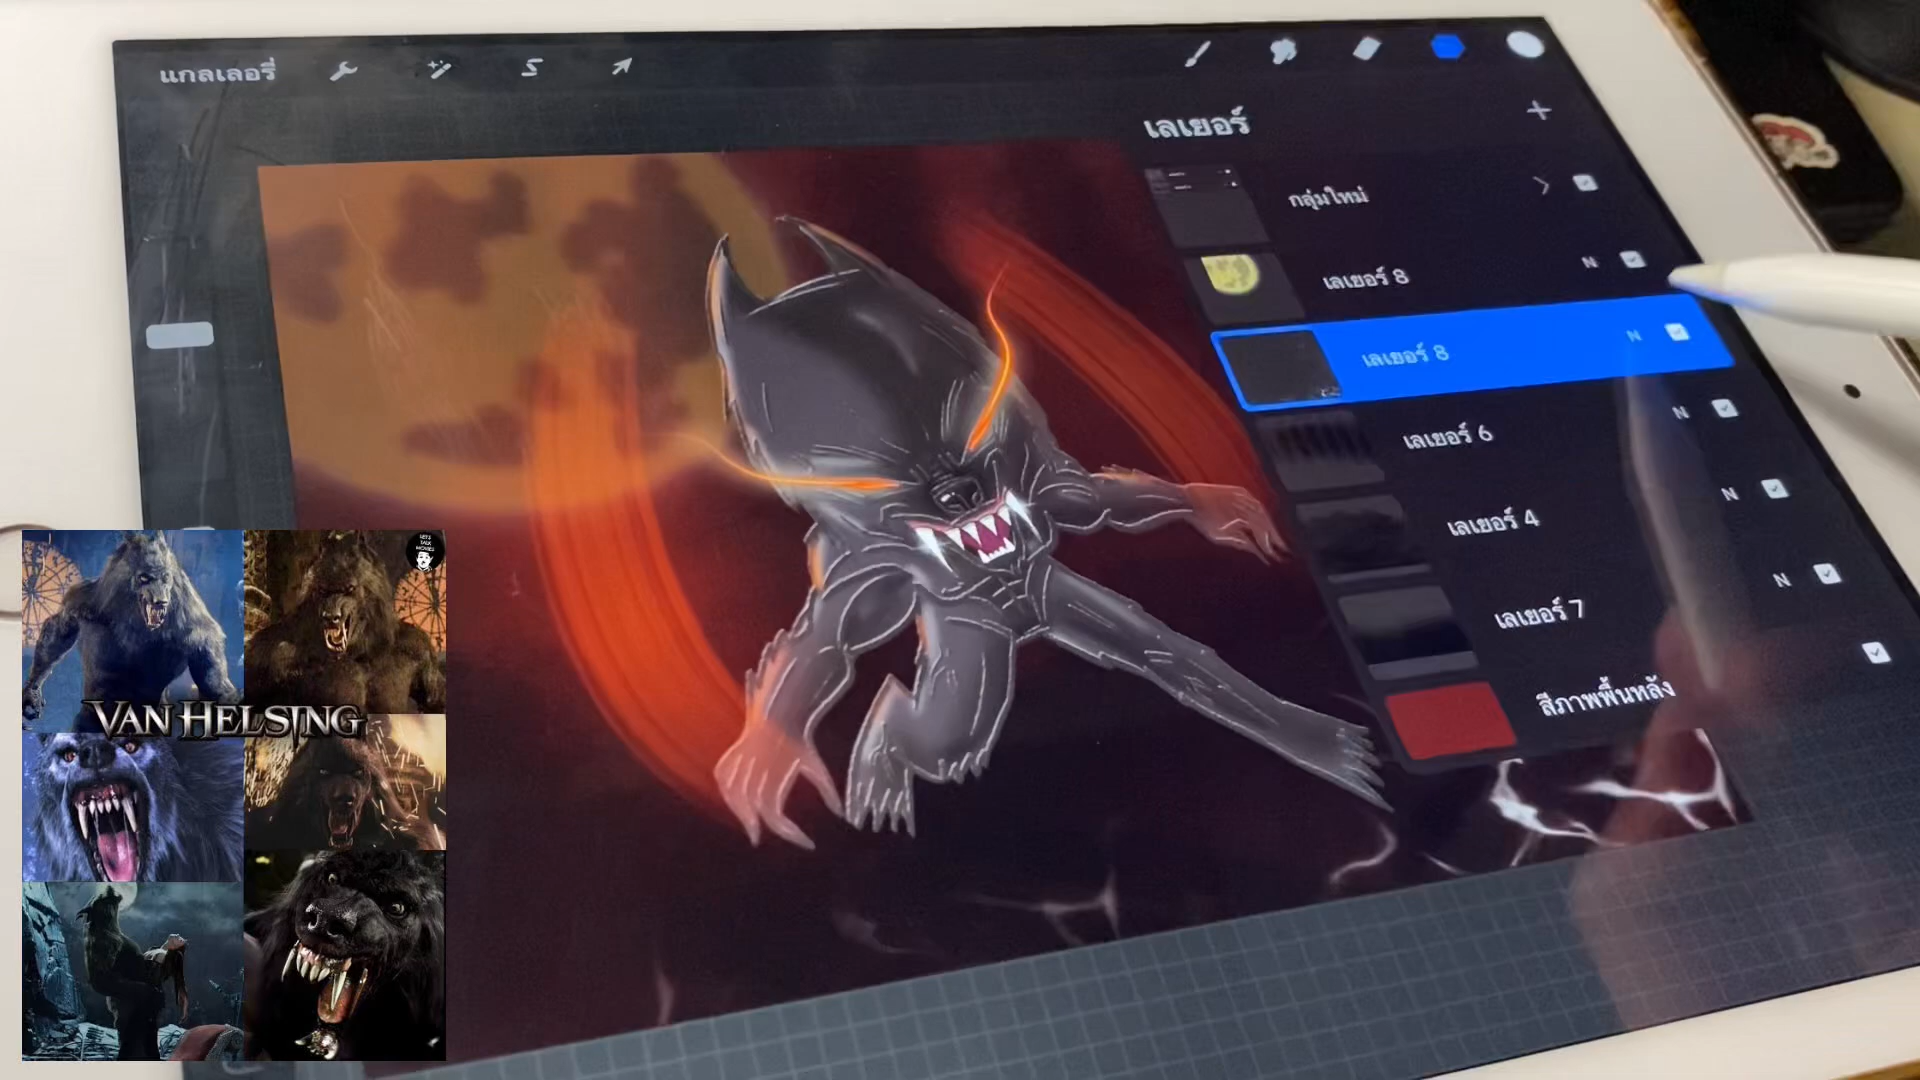 แกลเลอรี่
เลเยอร์
กลุ่มใหม่
เลเยอร์ 8
N
เลเยอร์ 8
N
เลเยอร์ 6
N
เลเยอร์ 4
N
เลเยอร์ 7
N
สีภาพพื้นหลัง
LET'S
TALK
MOVIES
VAN HELSING